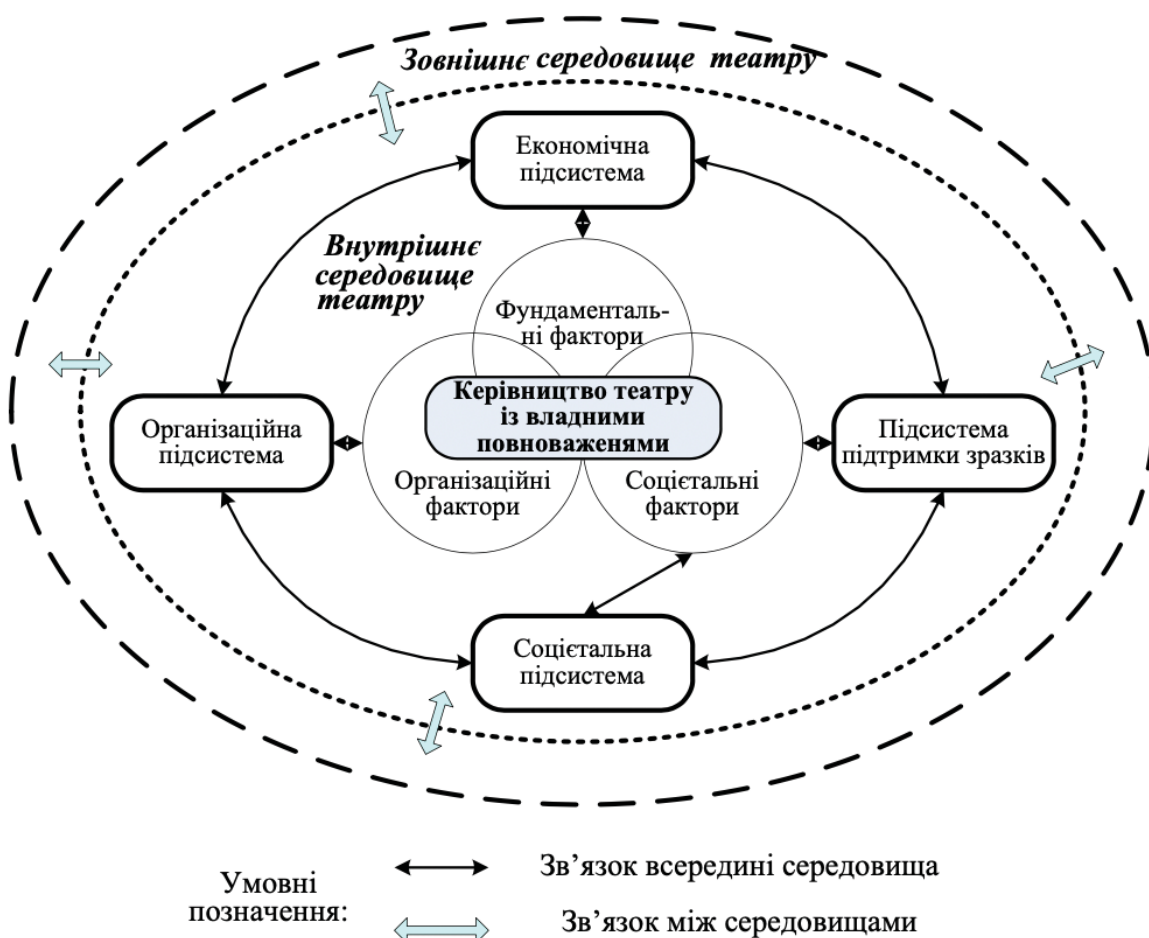 Зовнішнє середовище театру
Економічна
підсистема
Внутрішнє
середовище
театру
Фундаменталь-
ні фактори
Керівництво театру
із владними
повноваженями
Організаційна
підсистема
Підсистема
підтримки зразків
Організаційні
фактори
Соцієтальні
фактори
Соцієтальна
підсистема
Умовні
позначення:
Зв’язок всередині середовища
Зв’язок між середовищами